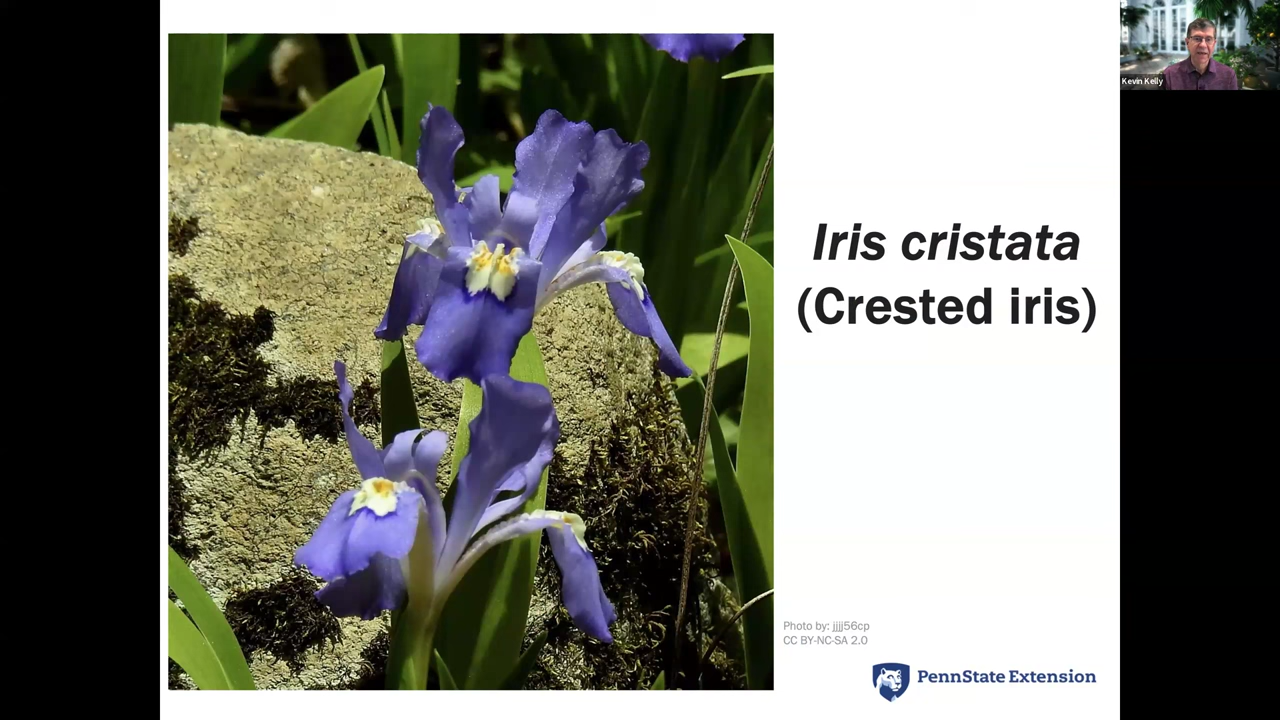 Kevin Kelly
Iris cristata
(Crested iris)
Photo by: jjjj56cp
CC BY-NC-SA 2.0
PennState Extension